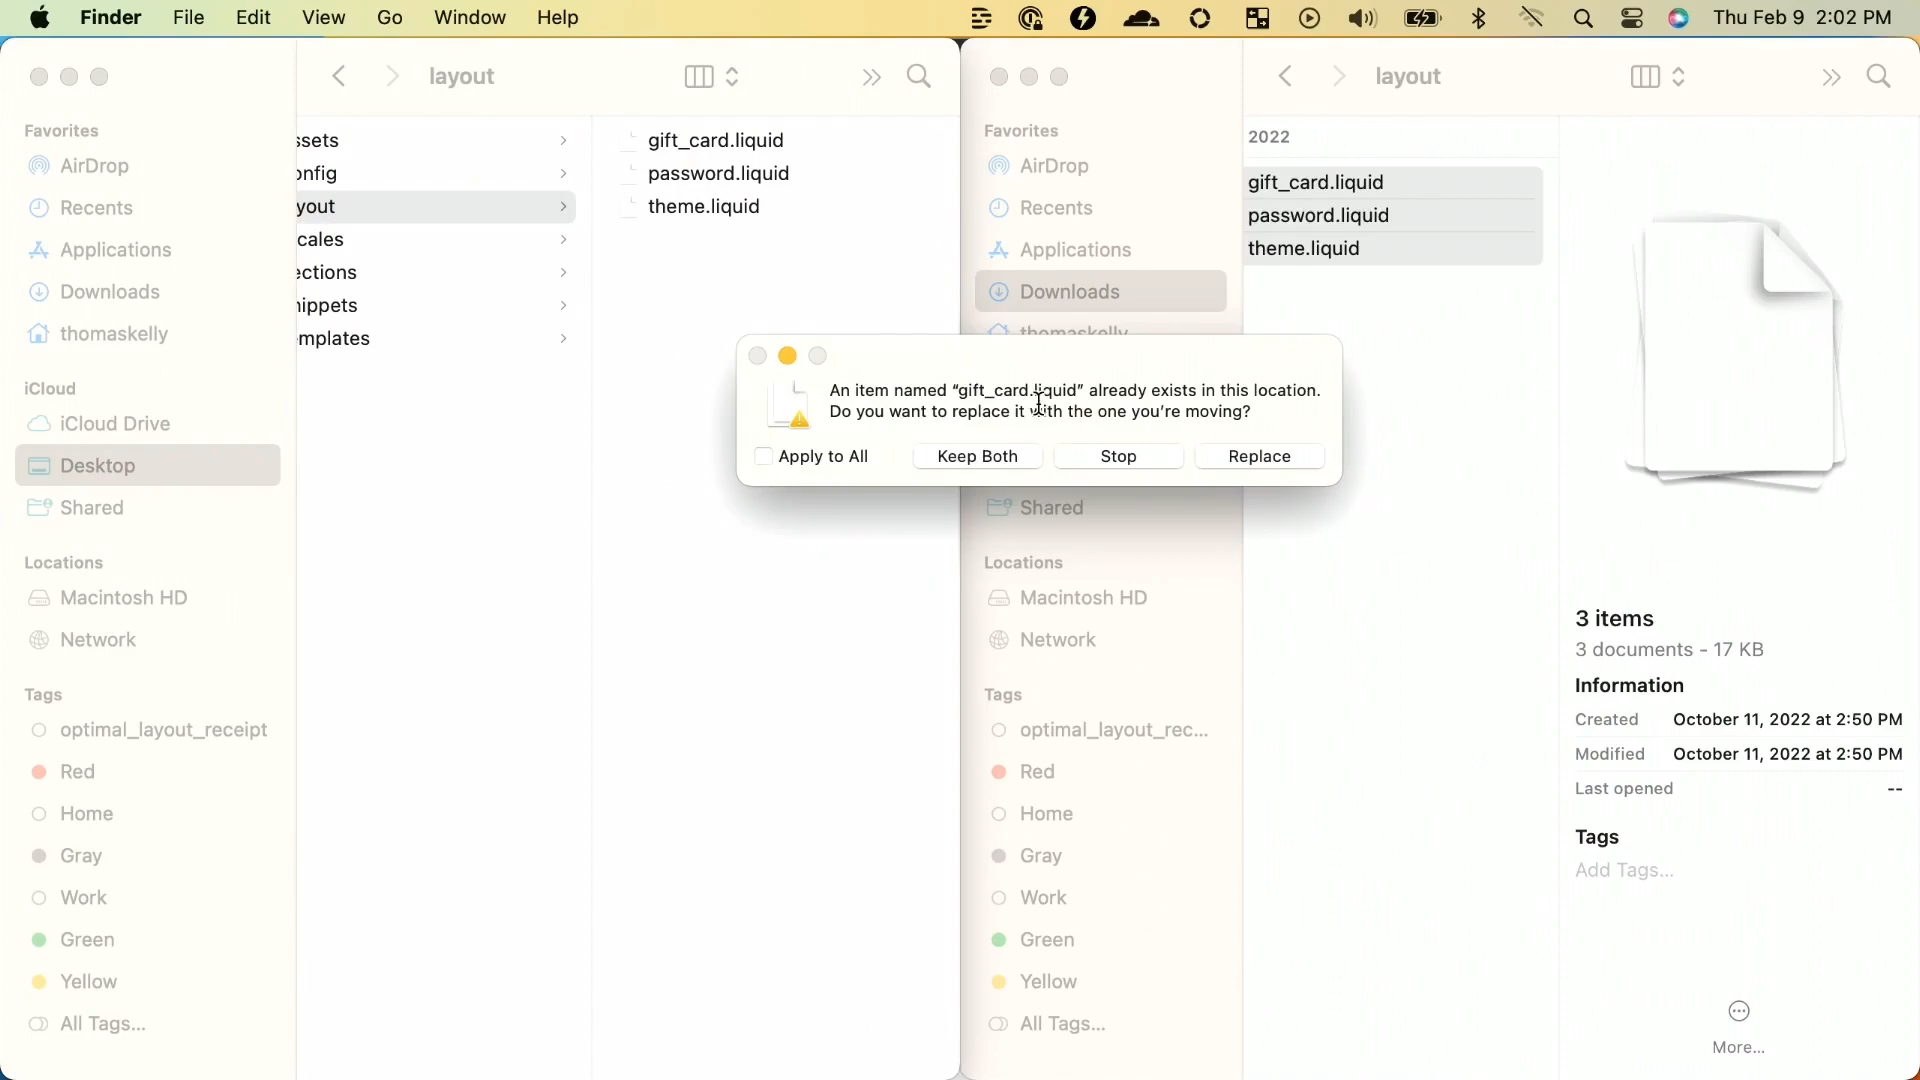 Finder File Edit View Go Window Help Thu Feb 9 2:02 PM
layout
Favorites
AirDrop
Recents
Applications
Downloads
thomaskelly
iCloud
iCloud Drive
Desktop
Shared
Locations
Macintosh HD
Network
Tags
optimal_layout_receipt
Red
Home
Gray
Work
Green
Yellow
All Tags...
ssets
onfig
yout
cales
ections
nippets
mplates
gift_card.liquid
password.liquid
theme.liquid
An item named “gift_card.liquid” already exists in this location.
Do you want to replace it with the one you’re moving?
Apply to All Keep Both Stop Replace
layout
Favorites
AirDrop
Recents
Applications
Downloads
thomaskelly
Shared
Locations
Macintosh HD
Network
Tags
optimal_layout_rec...
Red
Home
Gray
Work
Green
Yellow
All Tags...
2022
gift_card.liquid
password.liquid
theme.liquid
3 items
3 documents - 17 KB
Information
Created October 11, 2022 at 2:50 PM
Modified October 11, 2022 at 2:50 PM
Last opened --
Tags
Add Tags...
More...